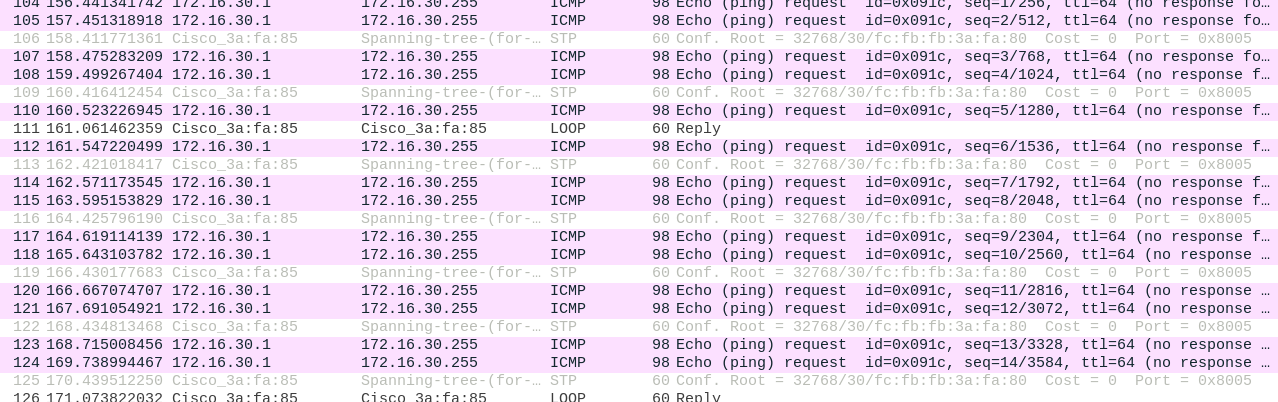 104 156.441341742 172.16.30.1 172.16.30.255 ICMP 98 Echo (ping) request id=0x091c, seq=1/256, ttl=64 (no response fo…
105 157.451318918 172.16.30.1 172.16.30.255 ICMP 98 Echo (ping) request id=0x091c, seq=2/512, ttl=64 (no response fo…
106 158.411771361 Cisco_3a:fa:85 Spanning-tree-(for-… STP 60 Conf. Root = 32768/30/fc:fb:fb:3a:fa:80 Cost = 0 Port = 0x8005
107 158.475283209 172.16.30.1 172.16.30.255 ICMP 98 Echo (ping) request id=0x091c, seq=3/768, ttl=64 (no response fo…
108 159.499267404 172.16.30.1 172.16.30.255 ICMP 98 Echo (ping) request id=0x091c, seq=4/1024, ttl=64 (no response f…
109 160.416412454 Cisco_3a:fa:85 Spanning-tree-(for-… STP 60 Conf. Root = 32768/30/fc:fb:fb:3a:fa:80 Cost = 0 Port = 0x8005
110 160.523226945 172.16.30.1 172.16.30.255 ICMP 98 Echo (ping) request id=0x091c, seq=5/1280, ttl=64 (no response f…
111 161.061462359 Cisco_3a:fa:85 Cisco_3a:fa:85 LOOP 60 Reply
112 161.547220499 172.16.30.1 172.16.30.255 ICMP 98 Echo (ping) request id=0x091c, seq=6/1536, ttl=64 (no response f…
113 162.421018417 Cisco_3a:fa:85 Spanning-tree-(for-… STP 60 Conf. Root = 32768/30/fc:fb:fb:3a:fa:80 Cost = 0 Port = 0x8005
114 162.571173545 172.16.30.1 172.16.30.255 ICMP 98 Echo (ping) request id=0x091c, seq=7/1792, ttl=64 (no response f…
115 163.595153829 172.16.30.1 172.16.30.255 ICMP 98 Echo (ping) request id=0x091c, seq=8/2048, ttl=64 (no response f…
116 164.425796190 Cisco_3a:fa:85 Spanning-tree-(for-… STP 60 Conf. Root = 32768/30/fc:fb:fb:3a:fa:80 Cost = 0 Port = 0x8005
117 164.619114139 172.16.30.1 172.16.30.255 ICMP 98 Echo (ping) request id=0x091c, seq=9/2304, ttl=64 (no response f…
118 165.643103782 172.16.30.1 172.16.30.255 ICMP 98 Echo (ping) request id=0x091c, seq=10/2560, ttl=64 (no response …
119 166.430177683 Cisco_3a:fa:85 Spanning-tree-(for-… STP 60 Conf. Root = 32768/30/fc:fb:fb:3a:fa:80 Cost = 0 Port = 0x8005
120 166.667074707 172.16.30.1 172.16.30.255 ICMP 98 Echo (ping) request id=0x091c, seq=11/2816, ttl=64 (no response …
121 167.691054921 172.16.30.1 172.16.30.255 ICMP 98 Echo (ping) request id=0x091c, seq=12/3072, ttl=64 (no response …
122 168.434813468 Cisco_3a:fa:85 Spanning-tree-(for-… STP 60 Conf. Root = 32768/30/fc:fb:fb:3a:fa:80 Cost = 0 Port = 0x8005
123 168.715008456 172.16.30.1 172.16.30.255 ICMP 98 Echo (ping) request id=0x091c, seq=13/3328, ttl=64 (no response …
124 169.738994467 172.16.30.1 172.16.30.255 ICMP 98 Echo (ping) request id=0x091c, seq=14/3584, ttl=64 (no response …
125 170.439512250 Cisco_3a:fa:85 Spanning-tree-(for-… STP 60 Conf. Root = 32768/30/fc:fb:fb:3a:fa:80 Cost = 0 Port = 0x8005
126 171.073822032 Cisco_3a:fa:85 Cisco_3a:fa:85 LOOP 60 Reply